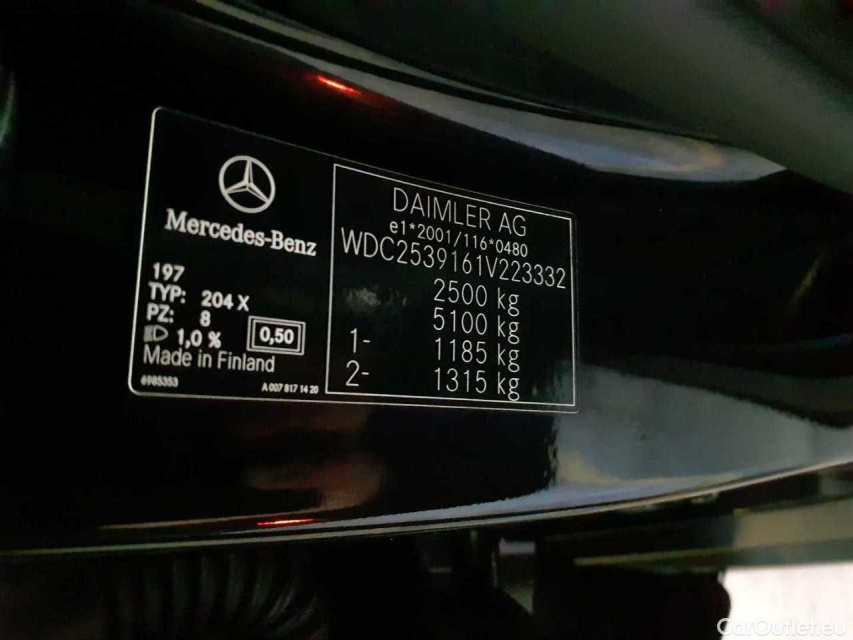 Mercedes-Benz
197
TYP: 204 X
PZ: 8
1,0 %
0,50
Made in Finland
6985353
A 007 817 14 20
DAIMLER AG
e1*2001/116*0480
WDC2539161V223332
2500 kg
5100 kg
1- 1185 kg
2- 1315 kg
CarOutlet.eu